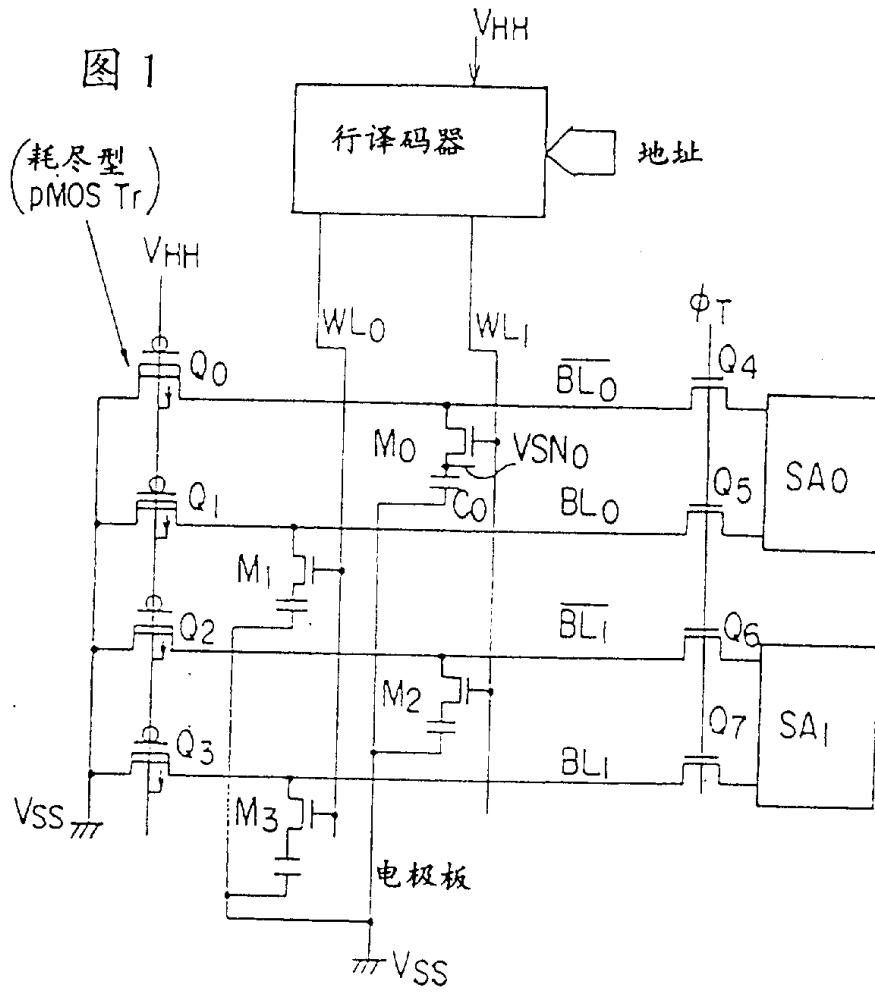 图 1
VHH
行译码器
地址
(耗尽型
pMOS Tr)
VHH
WL0
WL1
ΦT
Q0
BL0
Q4
M0
VSN0
C0
SA0
Q1
BL0
Q5
M1
Q2
BL1
Q6
M2
SA1
Q3
BL1
Q7
VSS
M3
电极板
VSS